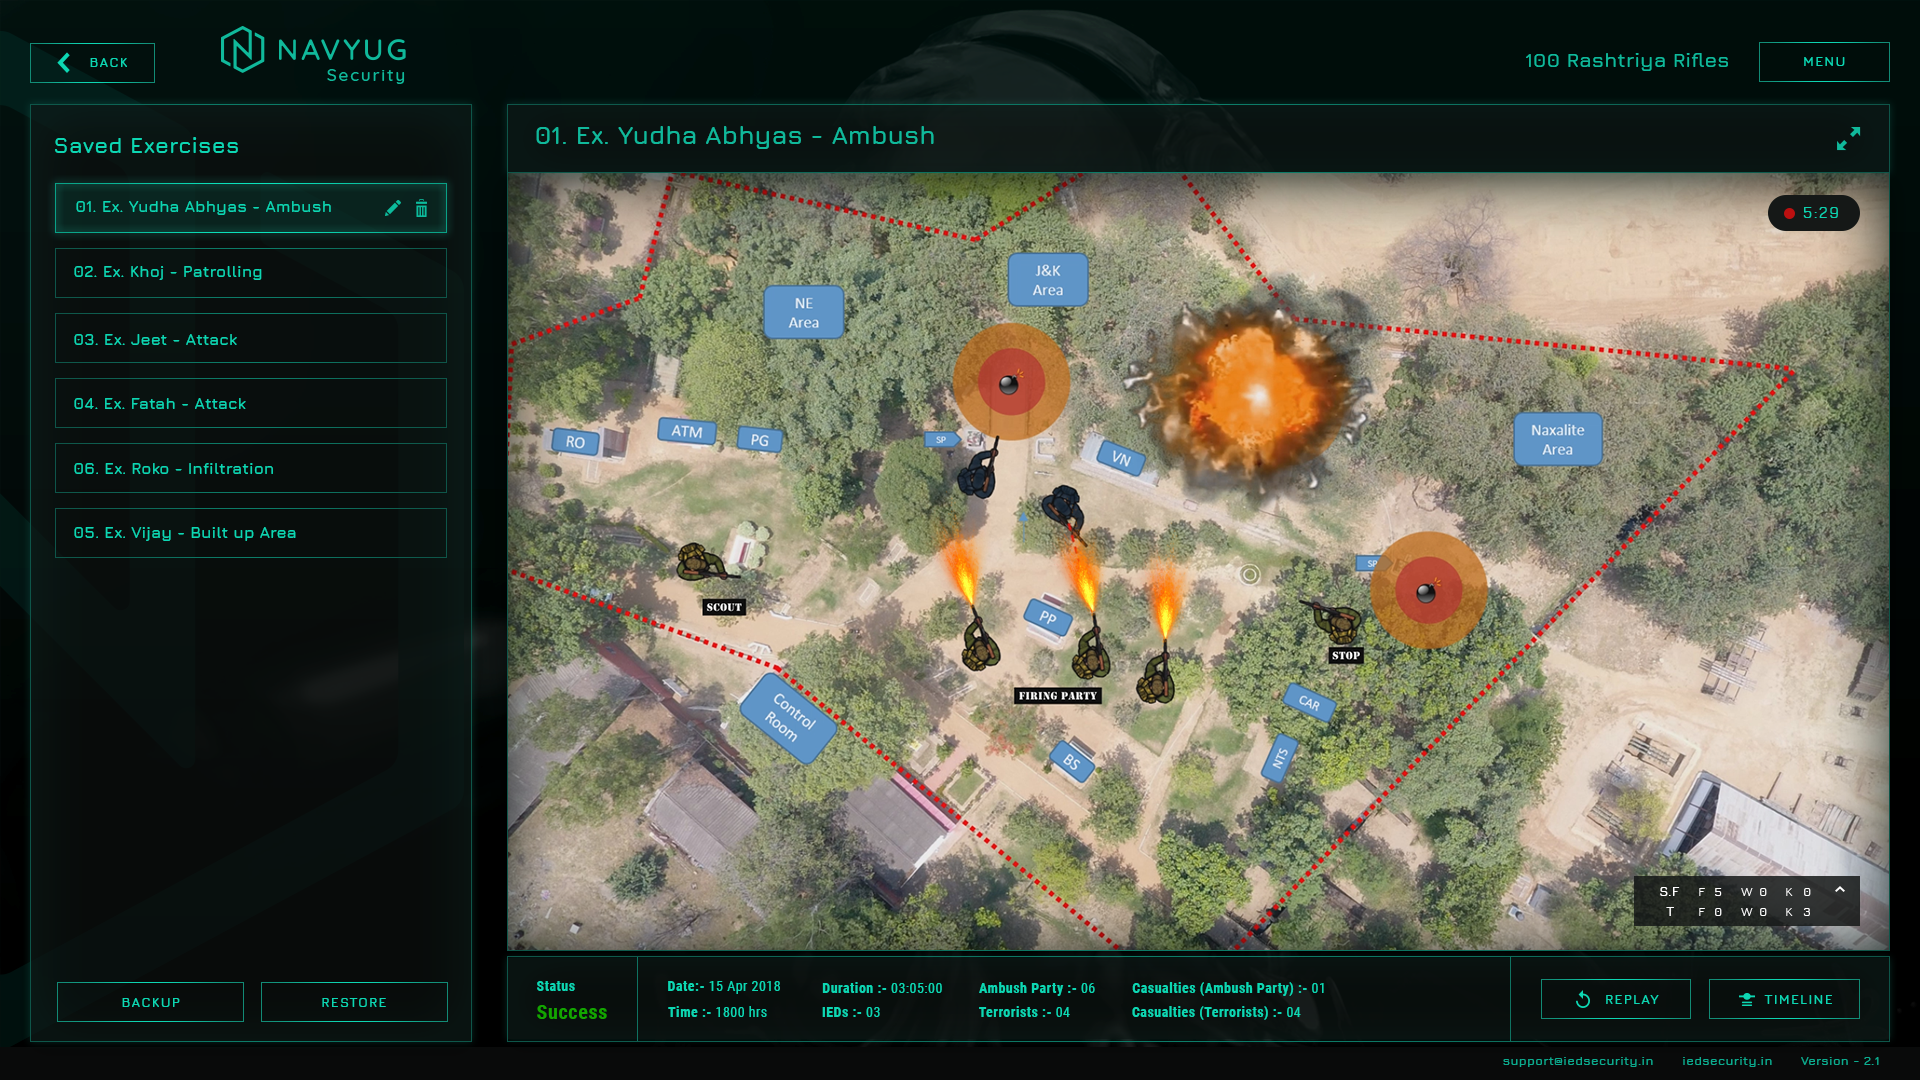 BACK
NAVYUG
Security
100 Rashtriya Rifles
MENU
Saved Exercises
01. Ex. Yudha Abhyas - Ambush
02. Ex. Khoj - Patrolling
03. Ex. Jeet - Attack
04. Ex. Fatah - Attack
06. Ex. Roko - Infiltration
05. Ex. Vijay - Built up Area
BACKUP
RESTORE
01. Ex. Yudha Abhyas - Ambush
5:29
J&K
Area
NE
Area
Naxalite
Area
RO
ATM
PG
SP
VN
SP
SCOUT
PP
STOP
FIRING PARTY
Control
Room
CAR
BS
NTS
S.F F 5 W 0 K 0
T F 0 W 0 K 3
Status
Success
Date:- 15 Apr 2018
Time :- 1800 hrs
Duration :- 03:05:00
IEDs :- 03
Ambush Party :- 06
Terrorists :- 04
Casualties (Ambush Party) :- 01
Casualties (Terrorists) :- 04
REPLAY
TIMELINE
support@iedsecurity.in
iedsecurity.in
Version - 2.1